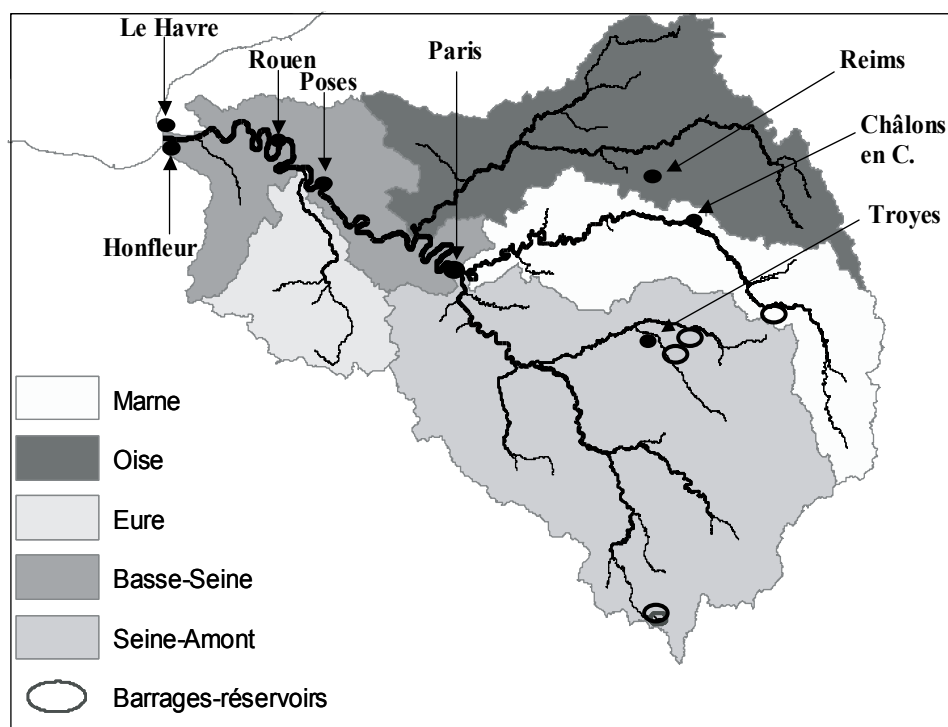 Le Havre
Rouen
Poses
Paris
Reims
Châlons
en C.
Troyes
Honfleur
Marne
Oise
Eure
Basse-Seine
Seine-Amont
Barrages-réservoirs